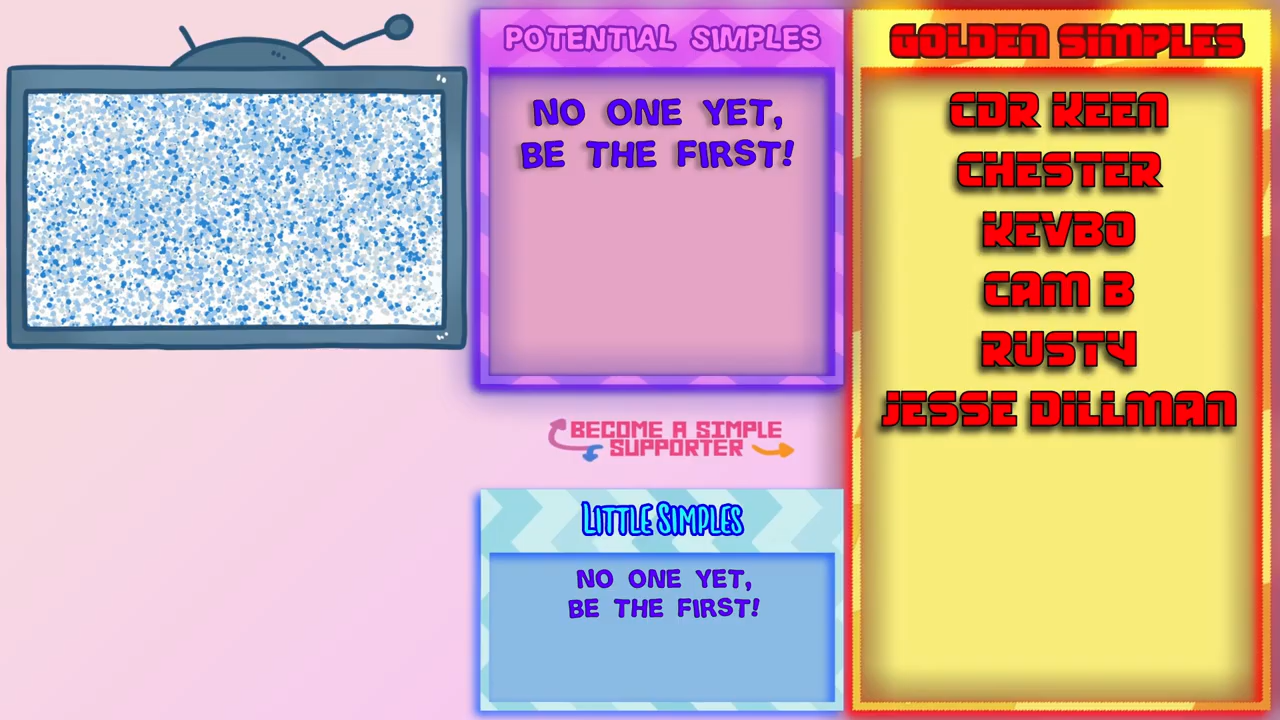 POTENTIAL SIMPLES
NO ONE YET,
BE THE FIRST!
BECOME A SIMPLE
SUPPORTER
LITTLE SIMPLES
NO ONE YET,
BE THE FIRST!
GOLDEN SIMPLES
CDR KEEN
CHESTER
KEVBO
CAM B
RUSTY
JESSE DILLMAN